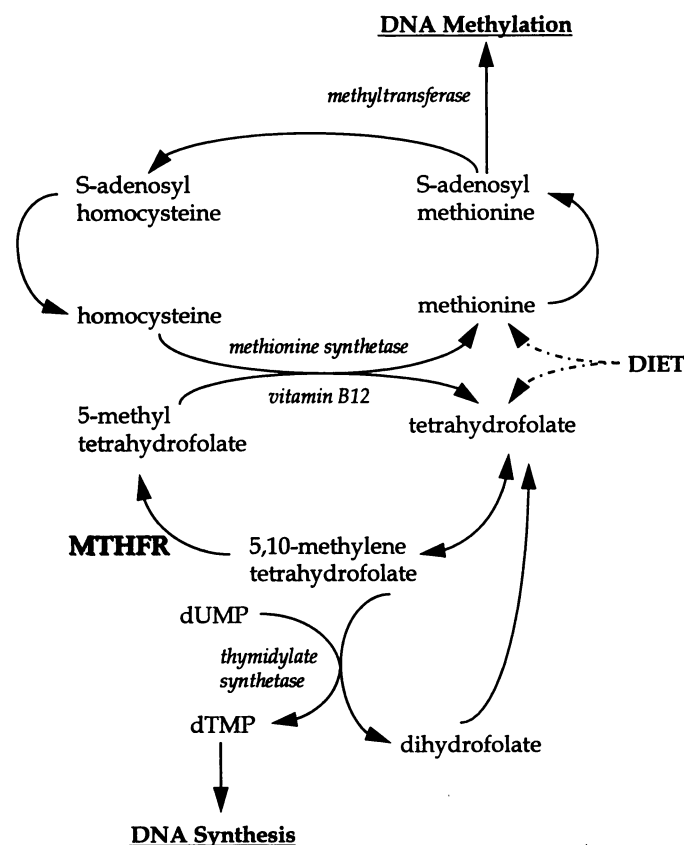 DNA Methylation
methyltransferase
S-adenosyl
homocysteine
S-adenosyl
methionine
homocysteine
methionine
methionine synthetase
DIET
vitamin B12
5-methyl
tetrahydrofolate
tetrahydrofolate
MTHFR
5,10-methylene
tetrahydrofolate
dUMP
thymidylate
synthetase
dTMP
dihydrofolate
DNA Synthesis